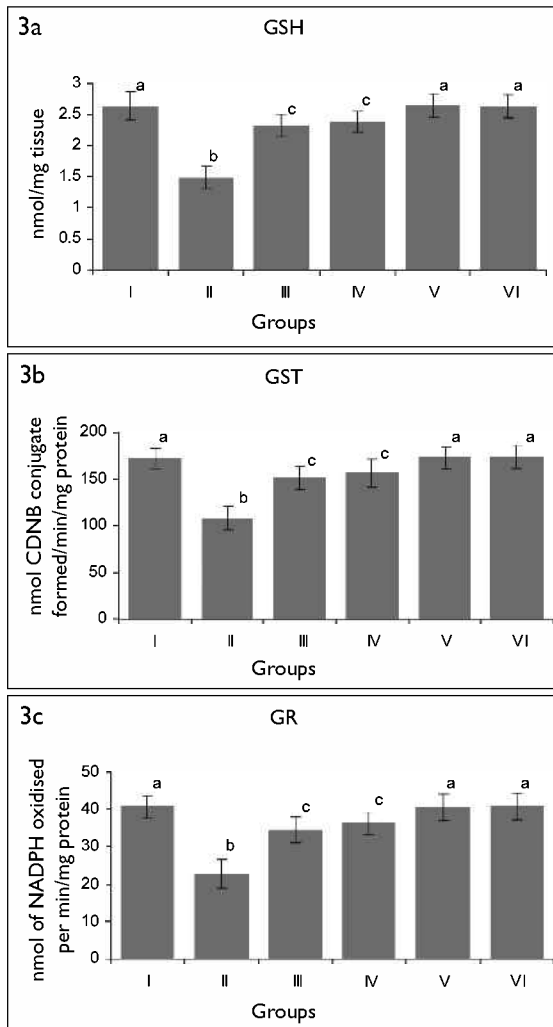 3a
GSH
nmol/mg tissue
3
2.5
2
1.5
1
0.5
0
a
b
c
c
a
a
I II III IV V VI
Groups
3b
GST
nmol CDNB conjugate
formed/min/mg protein
200
150
100
50
0
a
b
c
c
a
a
I II III IV V VI
Groups
3c
GR
nmol of NADPH oxidised
per min/mg protein
50
40
30
20
10
0
a
b
c
c
a
a
I II III IV V VI
Groups